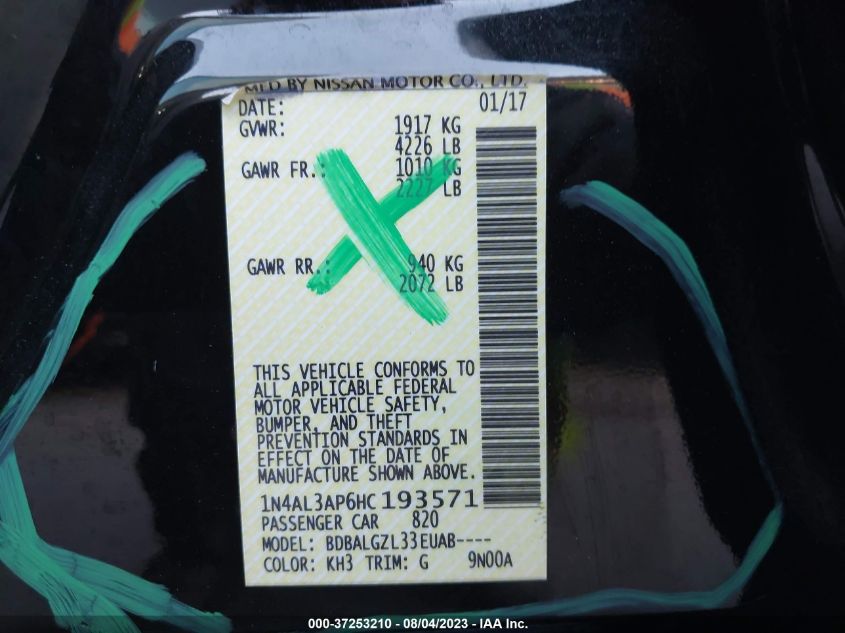 MFD BY NISSAN MOTOR CO., LTD.
DATE: 01/17
GVWR: 1917 KG
4226 LB
GAWR FR.: 1010 KG
2227 LB
GAWR RR.: 940 KG
2072 LB
THIS VEHICLE CONFORMS TO
ALL APPLICABLE FEDERAL
MOTOR VEHICLE SAFETY,
BUMPER, AND THEFT
PREVENTION STANDARDS IN
EFFECT ON THE DATE OF
MANUFACTURE SHOWN ABOVE.
1N4AL3AP6HC193571
PASSENGER CAR 820
MODEL: BDBALGZL33EUAB----
COLOR: KH3 TRIM: G 9N00A
000-37253210 - 08/04/2023 - IAA Inc.